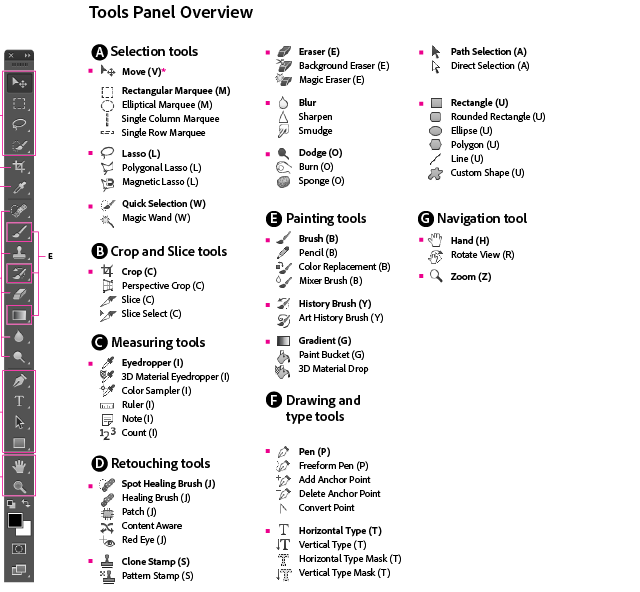 Tools Panel Overview
A Selection tools
Move (V)*
Rectangular Marquee (M)
Elliptical Marquee (M)
Single Column Marquee
Single Row Marquee
Lasso (L)
Polygonal Lasso (L)
Magnetic Lasso (L)
Quick Selection (W)
Magic Wand (W)
B Crop and Slice tools
Crop (C)
Perspective Crop (C)
Slice (C)
Slice Select (C)
C Measuring tools
Eyedropper (I)
3D Material Eyedropper (I)
Color Sampler (I)
Ruler (I)
Note (I)
Count (I)
D Retouching tools
Spot Healing Brush (J)
Healing Brush (J)
Patch (J)
Content Aware
Red Eye (J)
Clone Stamp (S)
Pattern Stamp (S)
Eraser (E)
Background Eraser (E)
Magic Eraser (E)
Blur
Sharpen
Smudge
Dodge (O)
Burn (O)
Sponge (O)
E Painting tools
Brush (B)
Pencil (B)
Color Replacement (B)
Mixer Brush (B)
History Brush (Y)
Art History Brush (Y)
Gradient (G)
Paint Bucket (G)
3D Material Drop
F Drawing and
type tools
Pen (P)
Freeform Pen (P)
Add Anchor Point
Delete Anchor Point
Convert Point
Horizontal Type (T)
Vertical Type (T)
Horizontal Type Mask (T)
Vertical Type Mask (T)
Path Selection (A)
Direct Selection (A)
Rectangle (U)
Rounded Rectangle (U)
Ellipse (U)
Polygon (U)
Line (U)
Custom Shape (U)
G Navigation tool
Hand (H)
Rotate View (R)
Zoom (Z)
E